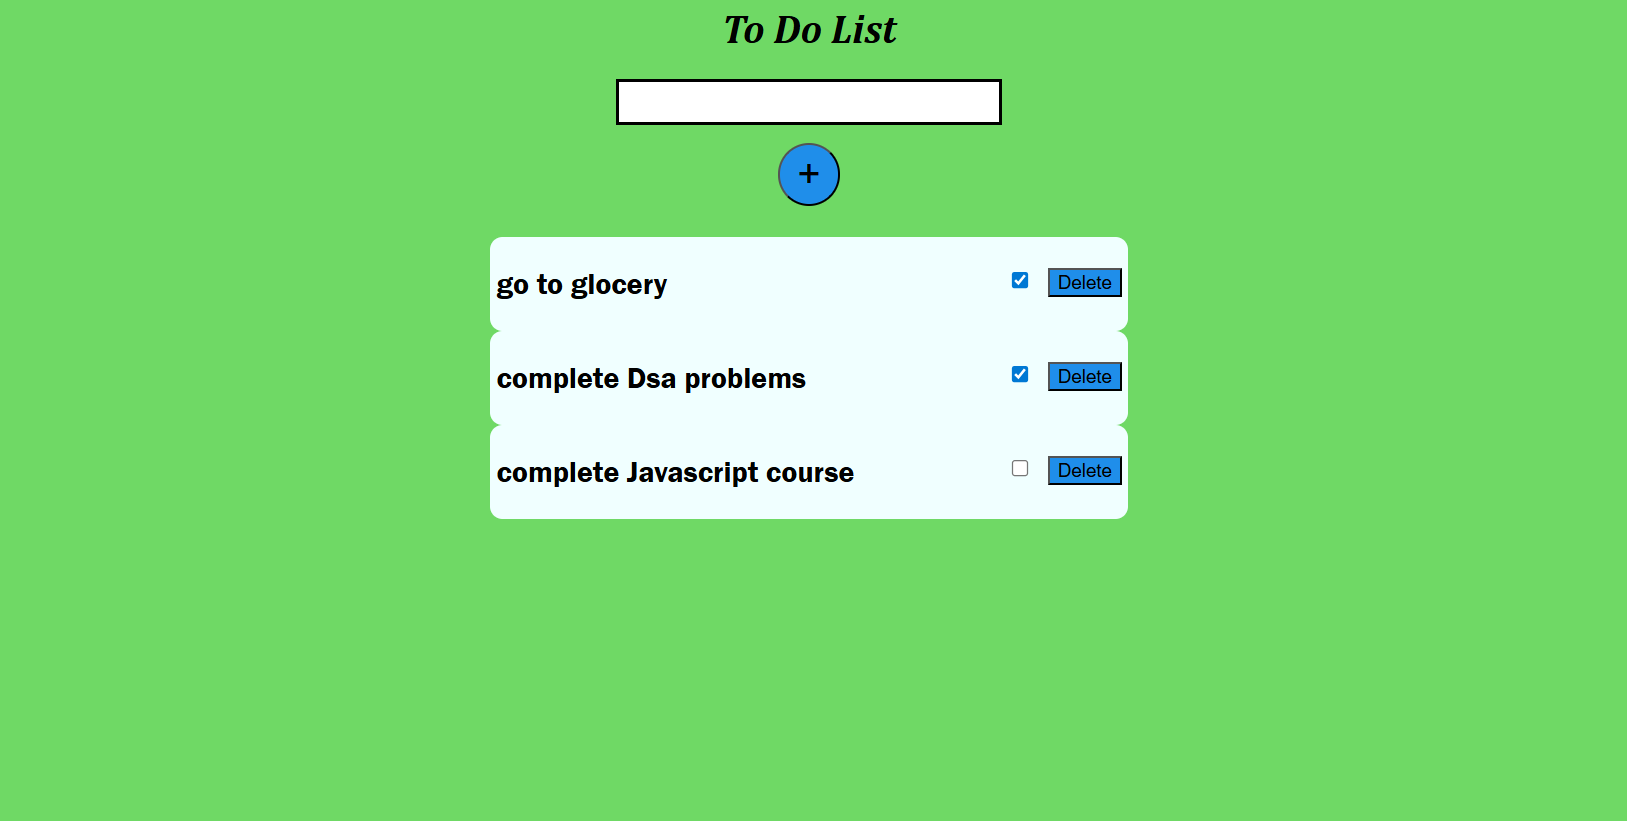 To Do List
+
go to glocery
Delete
complete Dsa problems
Delete
complete Javascript course
Delete